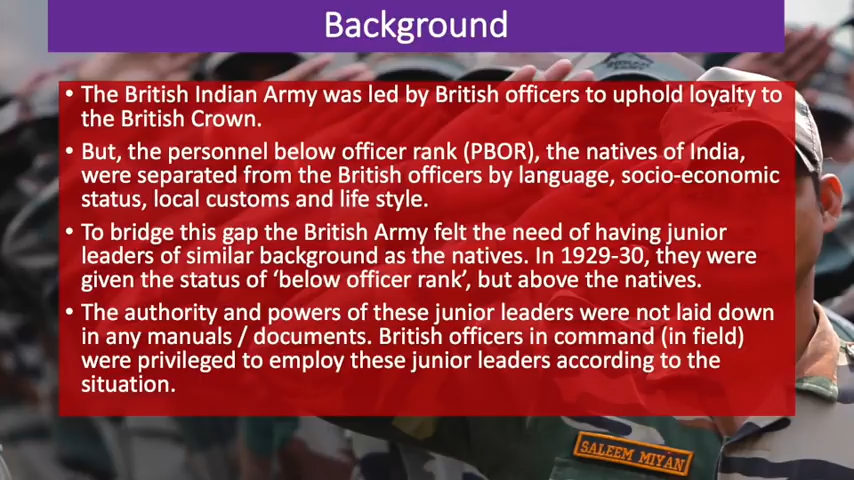 Background
• The British Indian Army was led by British officers to uphold loyalty to
the British Crown.
• But, the personnel below officer rank (PBOR), the natives of India,
were separated from the British officers by language, socio-economic
status, local customs and life style.
• To bridge this gap the British Army felt the need of having junior
leaders of similar background as the natives. In 1929-30, they were
given the status of ‘below officer rank’, but above the natives.
• The authority and powers of these junior leaders were not laid down
in any manuals / documents. British officers in command (in field)
were privileged to employ these junior leaders according to the
situation.
SALEEM MIYAN